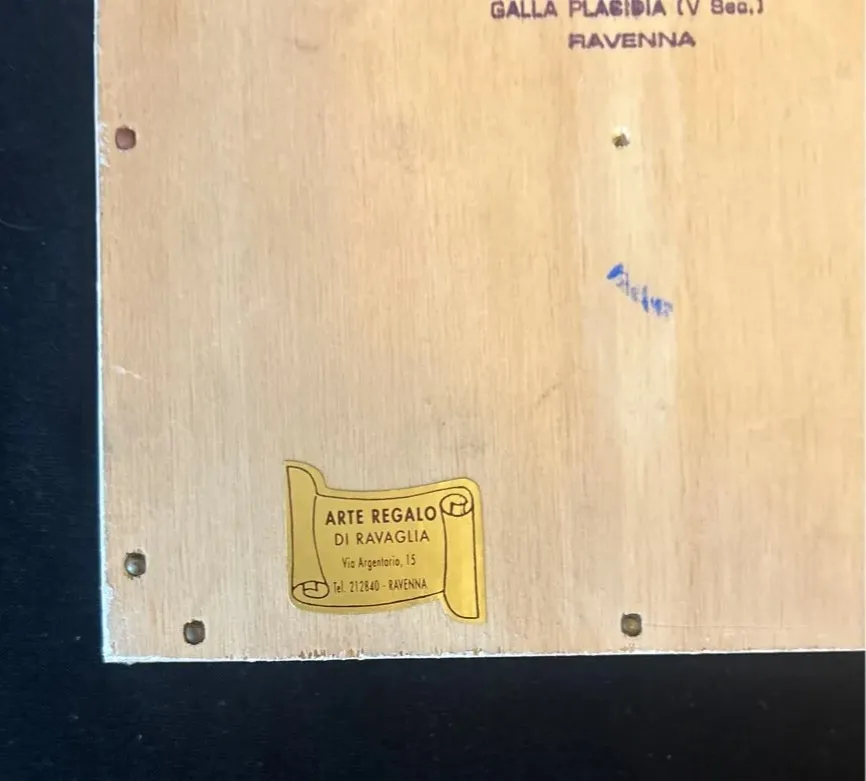 GALLA PLACIDIA (V Sec.)
RAVENNA
ARTE REGALO
DI RAVAGLIA
Via Argentario, 15
Tel. 212840 - RAVENNA